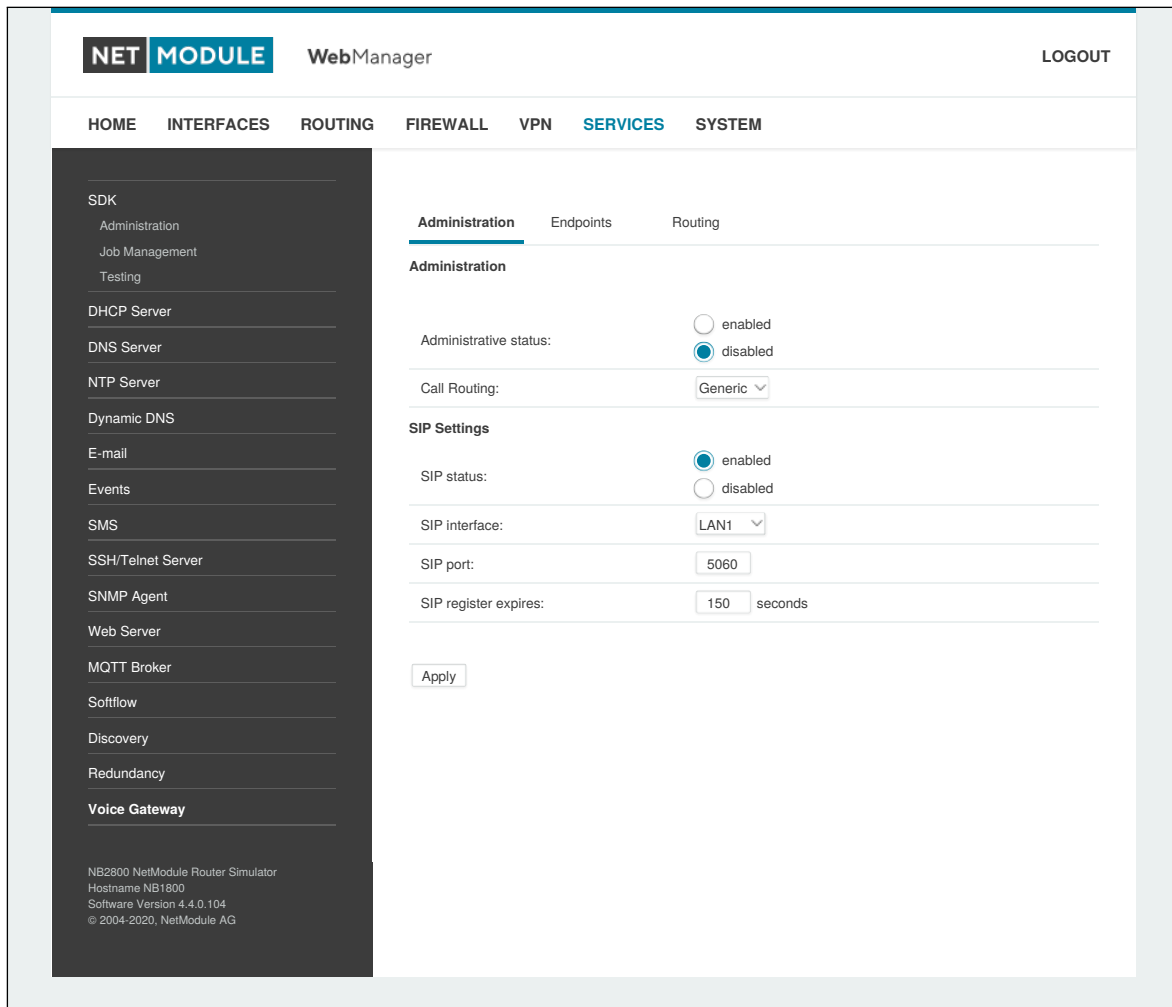 NET MODULE WebManager LOGOUT
HOME INTERFACES ROUTING FIREWALL VPN SERVICES SYSTEM
SDK
Administration
Job Management
Testing
DHCP Server
DNS Server
NTP Server
Dynamic DNS
E-mail
Events
SMS
SSH/Telnet Server
SNMP Agent
Web Server
MQTT Broker
Softflow
Discovery
Redundancy
Voice Gateway
NB2800 NetModule Router Simulator
Hostname NB1800
Software Version 4.4.0.104
© 2004-2020, NetModule AG
Administration Endpoints Routing
Administration
Administrative status:
enabled
disabled
Call Routing: Generic
SIP Settings
SIP status:
enabled
disabled
SIP interface: LAN1
SIP port: 5060
SIP register expires: 150 seconds
Apply